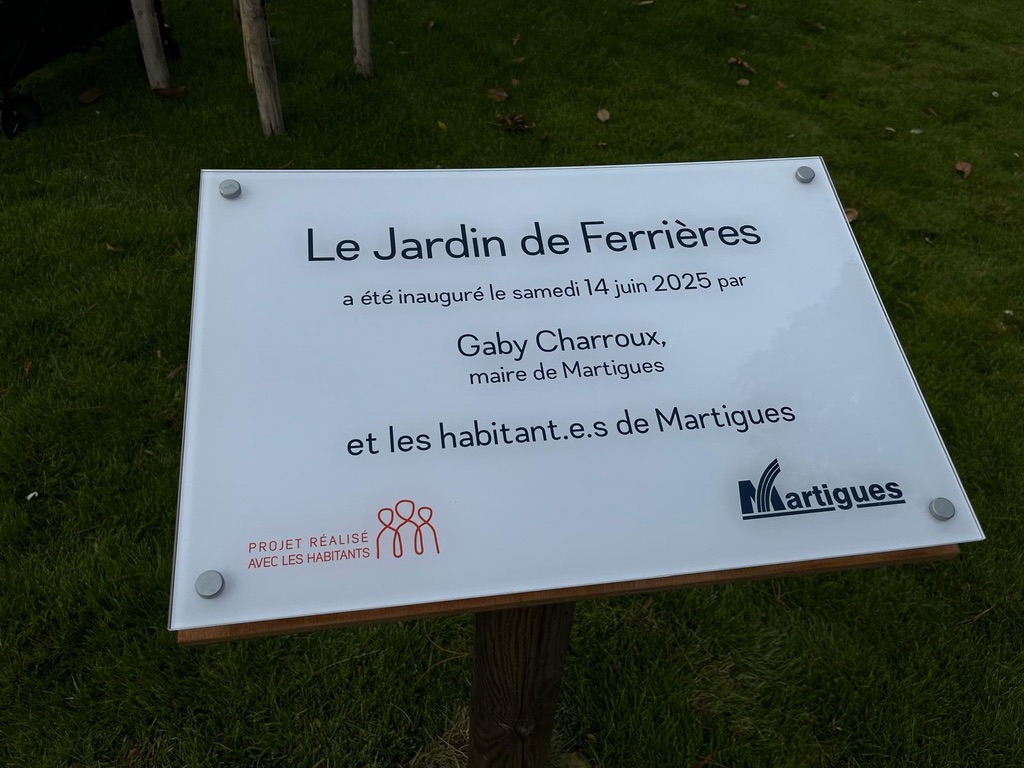 Le Jardin de Ferrières
a été inauguré le samedi 14 juin 2025 par
Gaby Charroux,
maire de Martigues
et les habitant.e.s de Martigues
PROJET RÉALISÉ
AVEC LES HABITANTS
Martigues